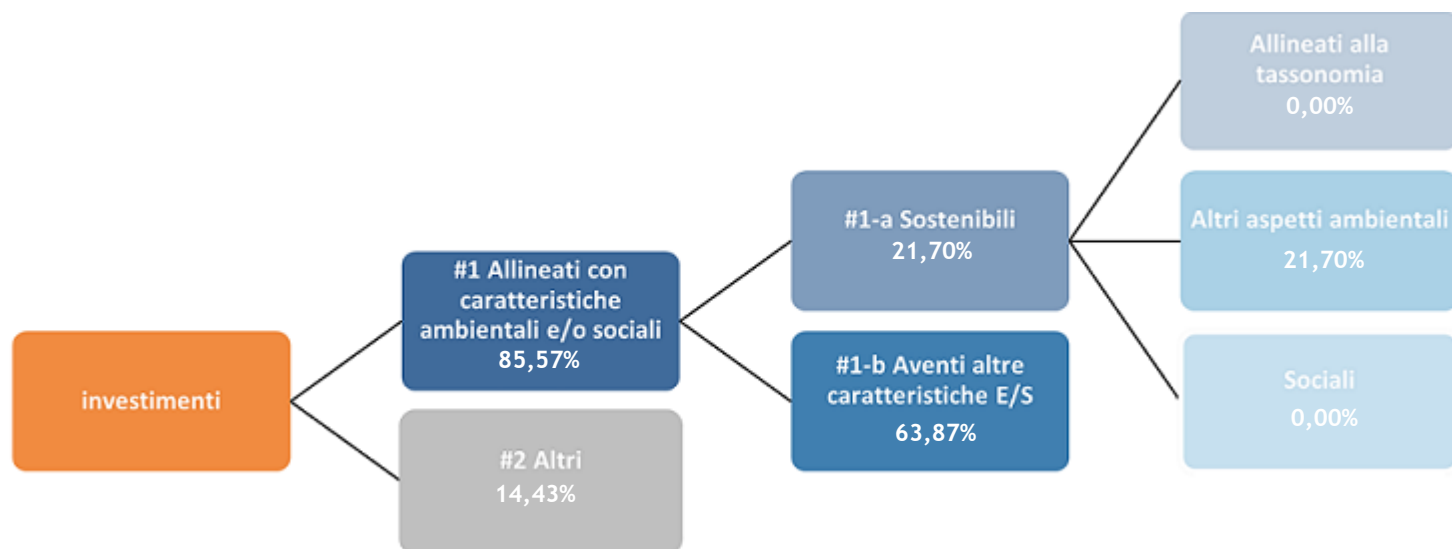 investimenti
#1 Allineati con
caratteristiche
ambientali e/o sociali
85,57%
#2 Altri
14,43%
#1-a Sostenibili
21,70%
#1-b Aventi altre
caratteristiche E/S
63,87%
Allineati alla
tassonomia
0,00%
Altri aspetti ambientali
21,70%
Sociali
0,00%